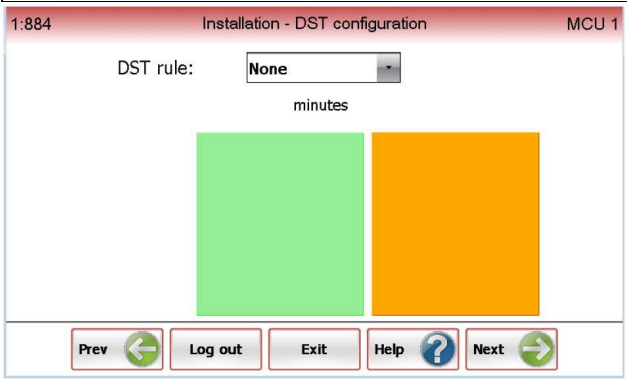 1:884 Installation - DST configuration MCU 1
DST rule: None
minutes
Prev Log out Exit Help ? Next